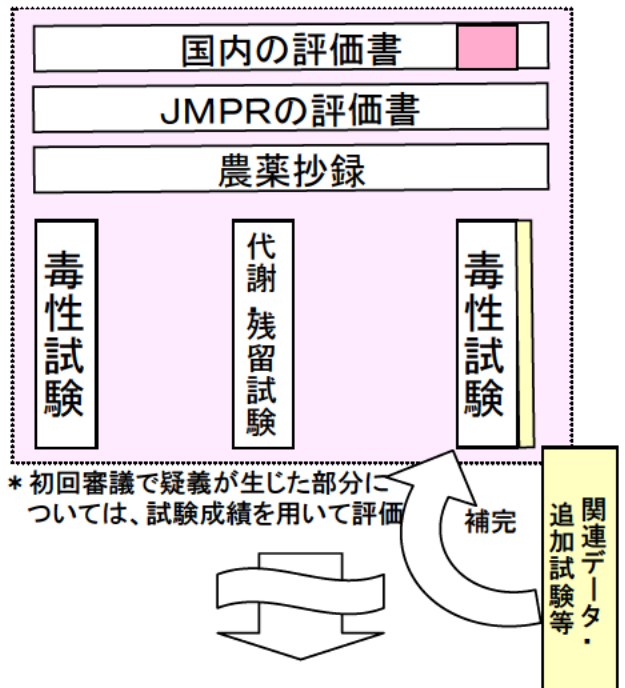 国内の評価書
JMPRの評価書
農薬抄録
毒性試験
代謝・残留試験
毒性試験
*初回審議で疑義が生じた部分に
ついては、試験成績を用いて評価
補完
関連データ・
追加試験等